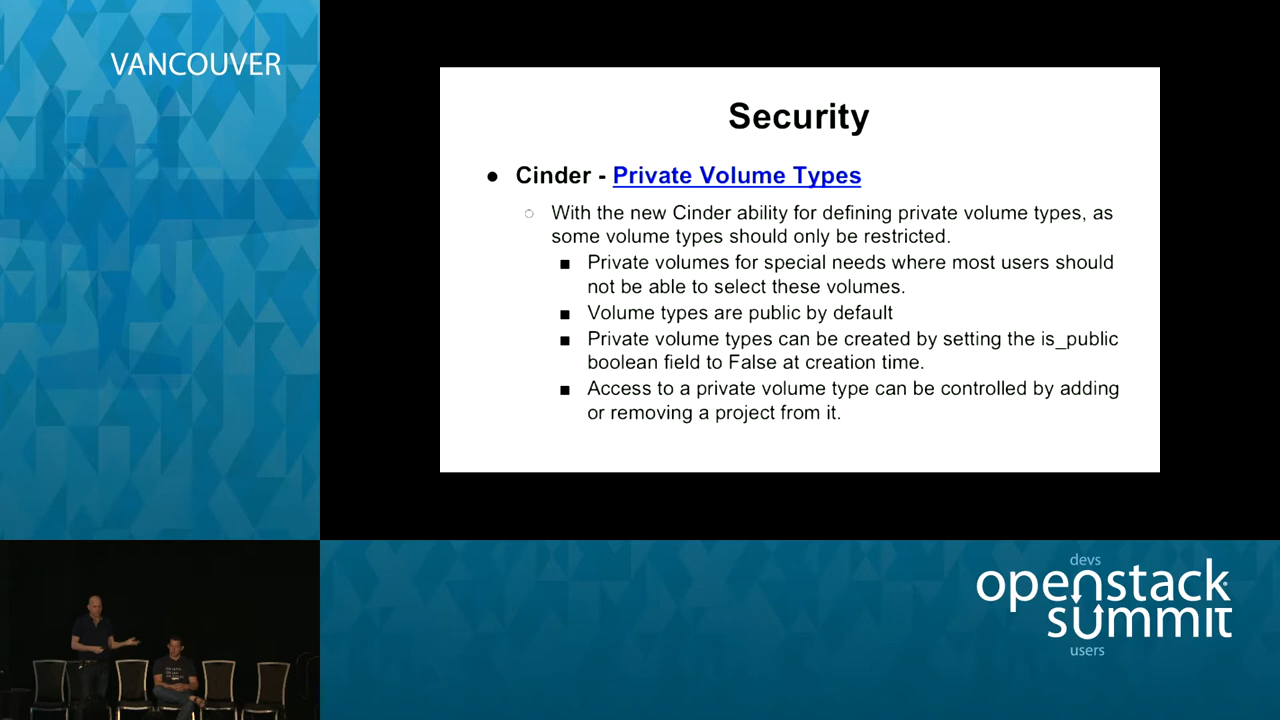 VANCOUVER
Security
● Cinder - Private Volume Types
○ With the new Cinder ability for defining private volume types, as
some volume types should only be restricted.
■ Private volumes for special needs where most users should
not be able to select these volumes.
■ Volume types are public by default
■ Private volume types can be created by setting the is_public
boolean field to False at creation time.
■ Access to a private volume type can be controlled by adding
or removing a project from it.
devs
openstack
summit
users